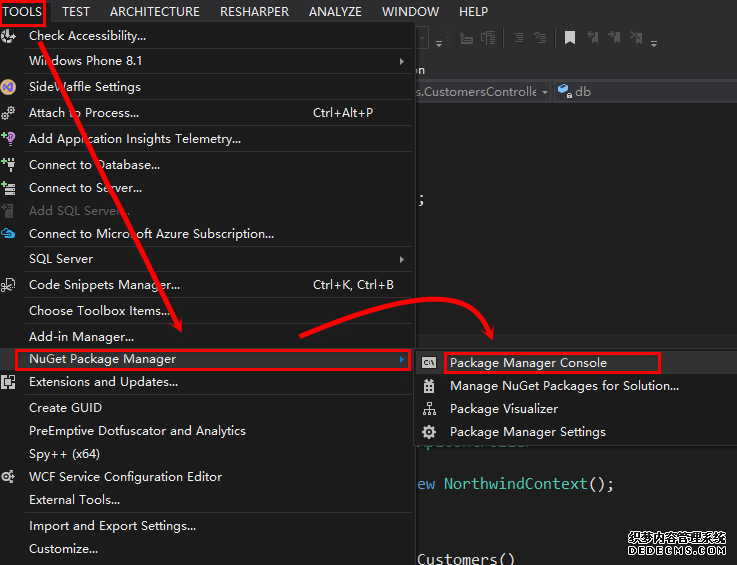 TOOLS TEST ARCHITECTURE RESHARPER ANALYZE WINDOW HELP
Check Accessibility...
Windows Phone 8.1
on
SideWaffle Settings
s.CustomersControlle db
Attach to Process... Ctrl+Alt+P
Add Application Insights Telemetry...
Connect to Database...
Connect to Server...
;
Add SQL Server...
Connect to Microsoft Azure Subscription...
SQL Server
Code Snippets Manager... Ctrl+K, Ctrl+B
Choose Toolbox Items...
Add-in Manager...
NuGet Package Manager
C:\ Package Manager Console
Extensions and Updates...
Manage NuGet Packages for Solution...
Create GUID
Package Visualizer
PreEmptive Dotfuscator and Analytics
Package Manager Settings
Spy++ (x64)
WCF Service Configuration Editor
ew NorthwindContext();
External Tools...
Import and Export Settings...
Customize...
Customers()
织梦内容管理系统
DEDECMS.COM